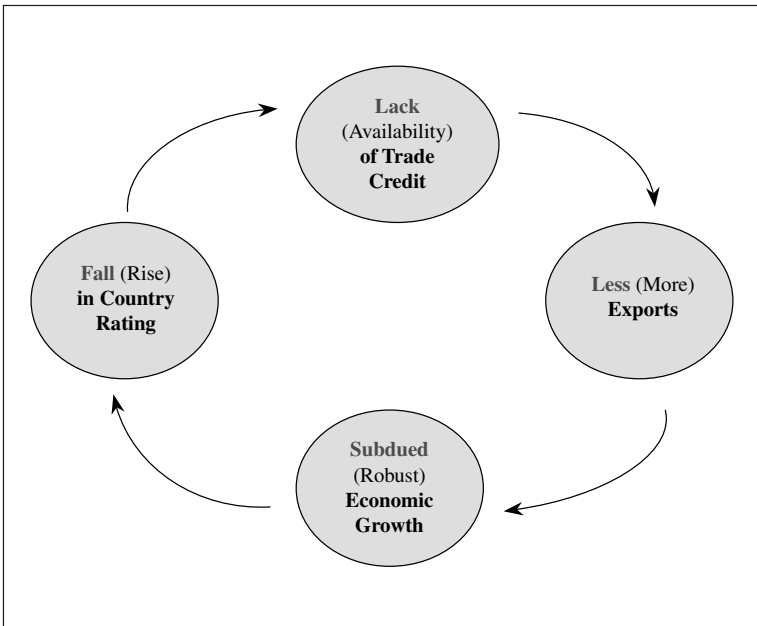 Lack
(Availability)
of Trade
Credit
Fall (Rise)
in Country
Rating
Less (More)
Exports
Subdued
(Robust)
Economic
Growth